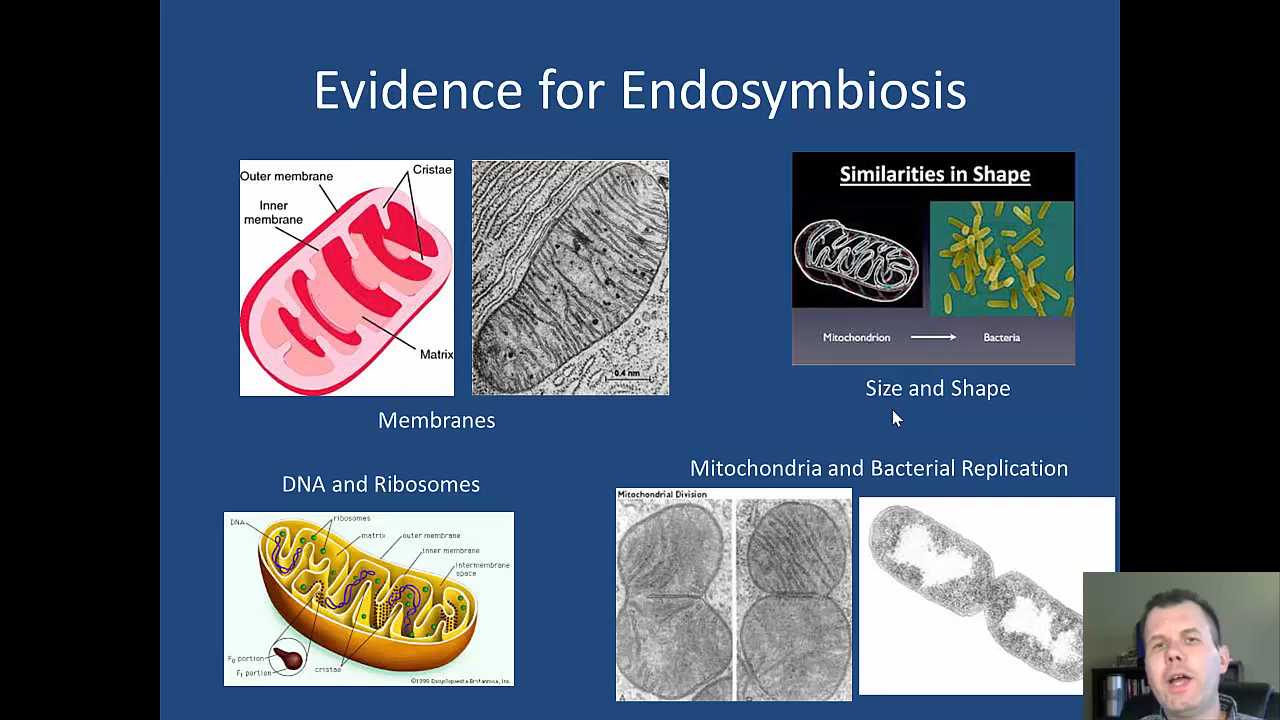 Evidence for Endosymbiosis
Outer membrane
Cristae
Inner
membrane
Matrix
0.4 nm
Membranes
Similarities in Shape
Mitochondrion
Bacteria
Size and Shape
DNA and Ribosomes
DNA
ribosomes
matrix
outer membrane
inner membrane
intermembrane
space
F0 portion
F1 portion
cristae
©1998 Encyclopaedia Britannica, Inc.
Mitochondria and Bacterial Replication
Mitochondrial Division
A